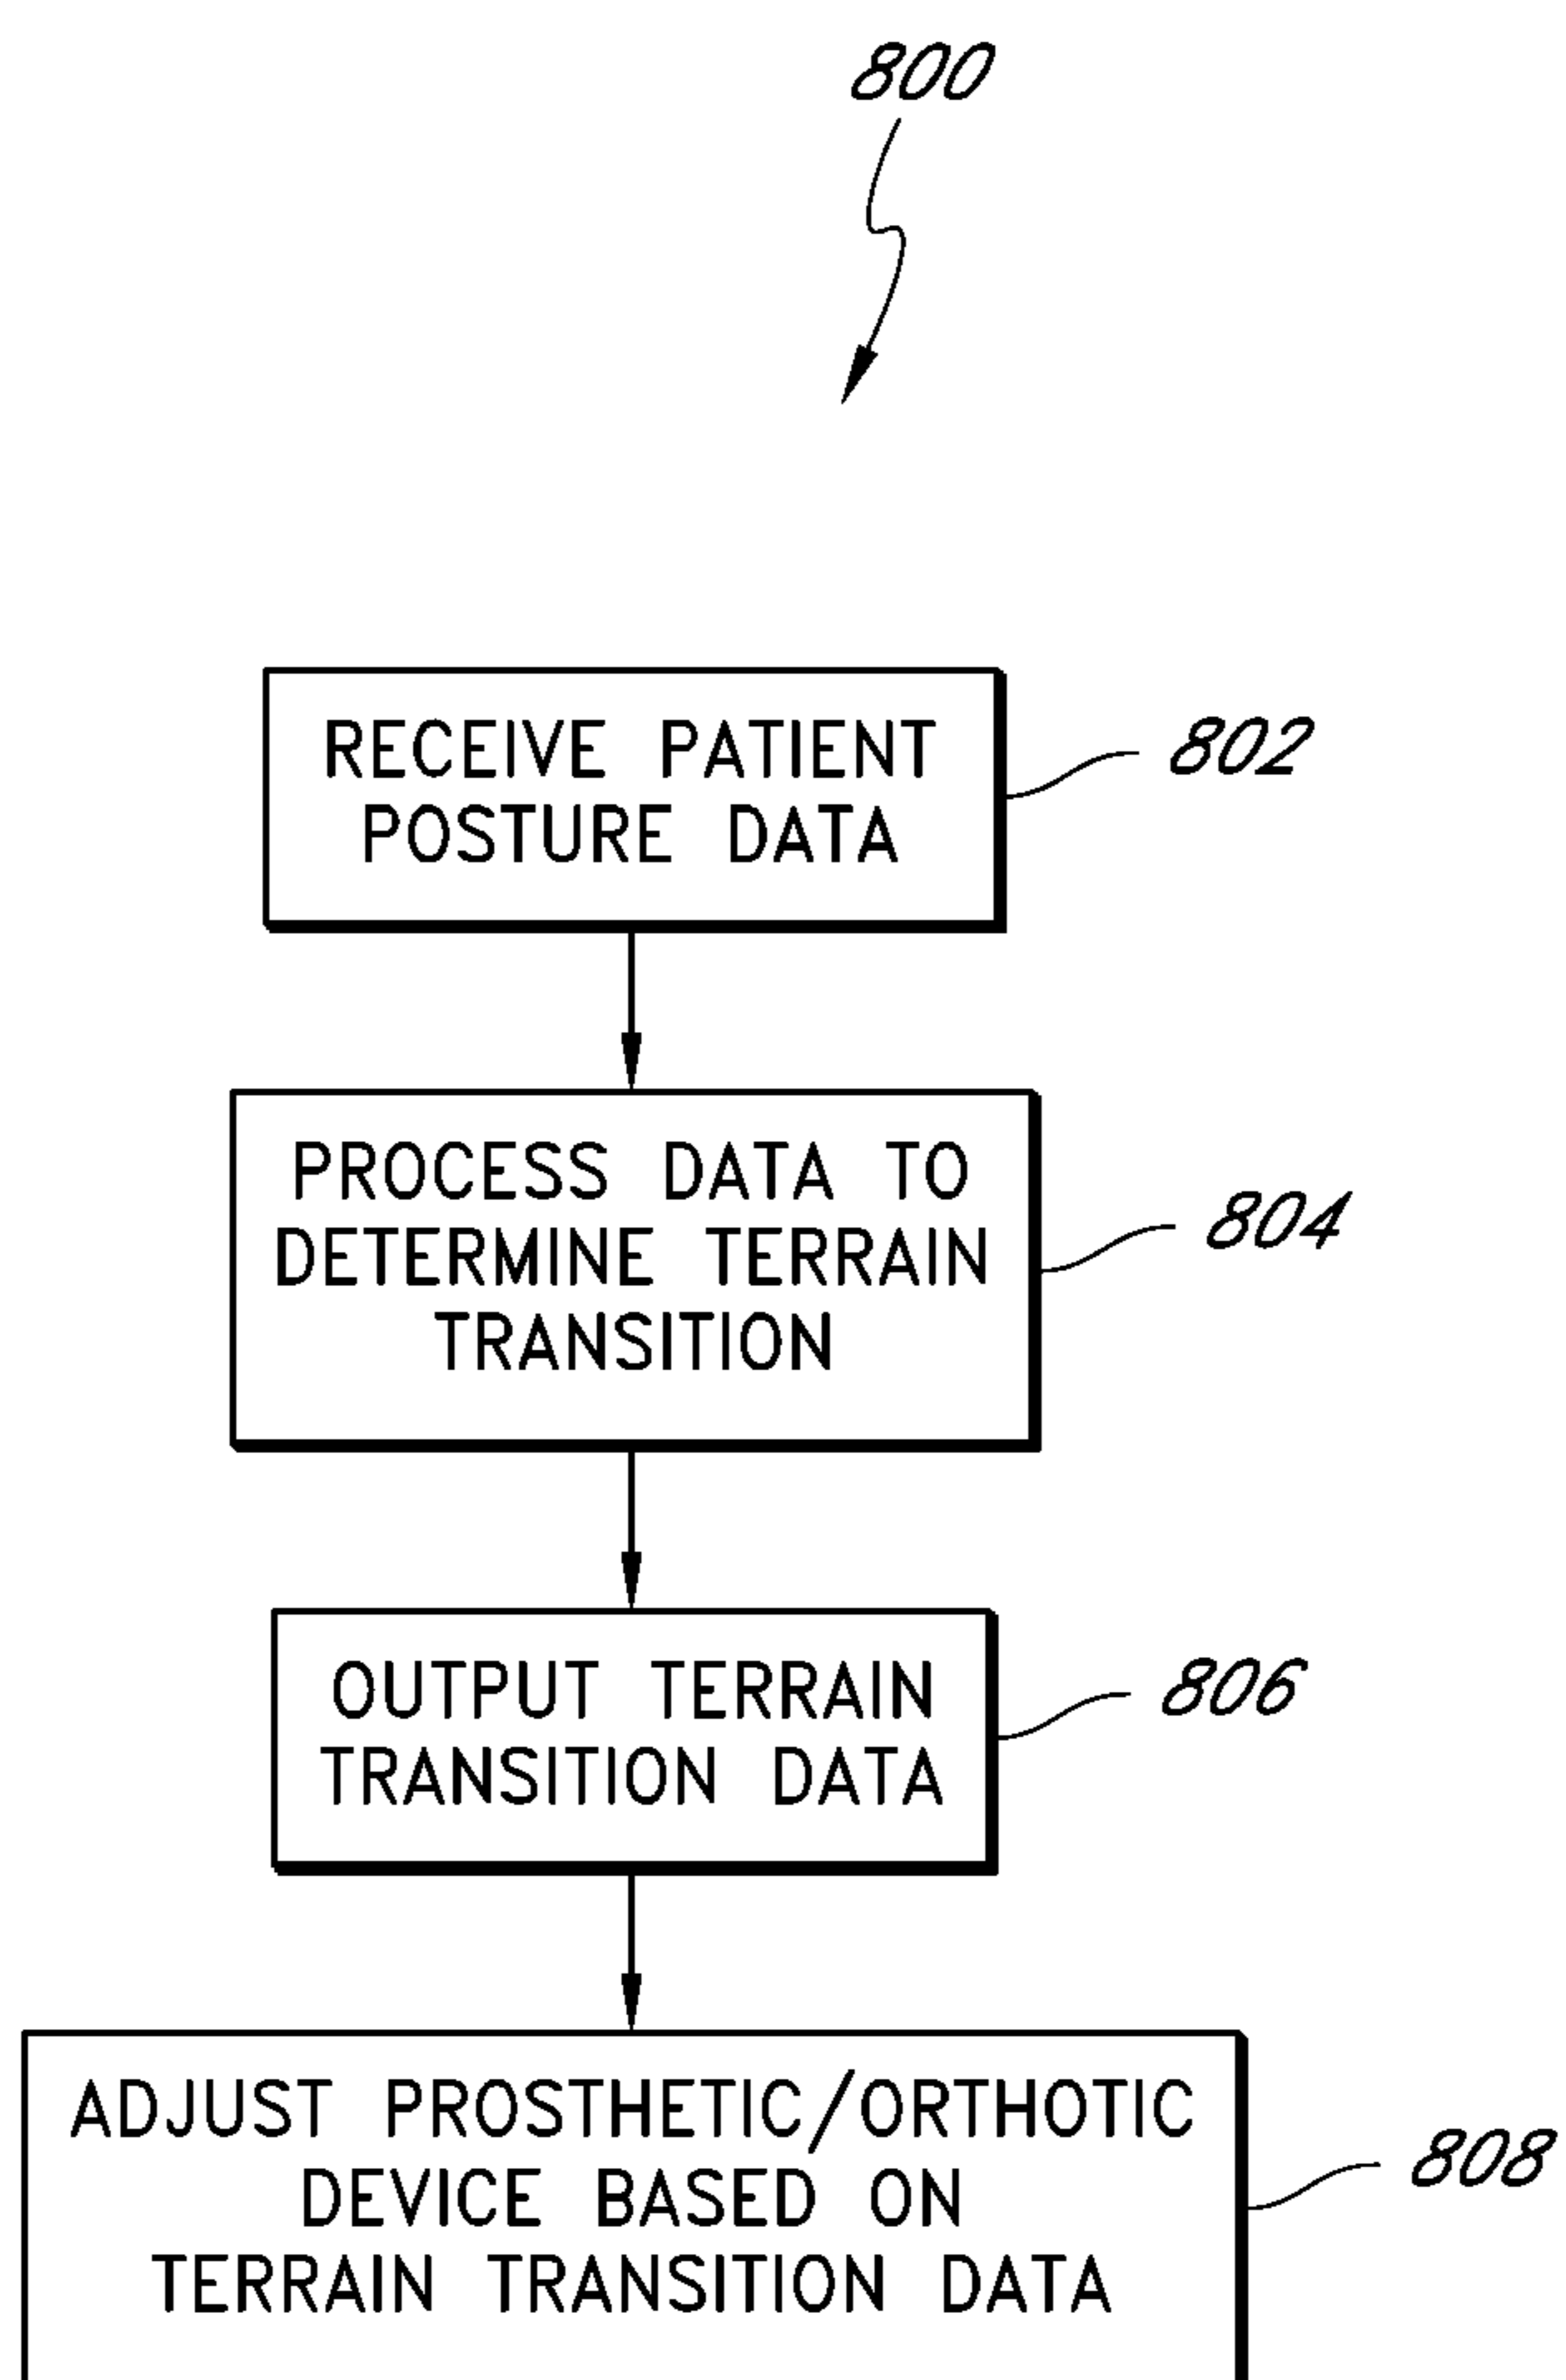 800
RECEIVE PATIENT
POSTURE DATA
802
PROCESS DATA TO
DETERMINE TERRAIN
TRANSITION
804
OUTPUT TERRAIN
TRANSITION DATA
806
ADJUST PROSTHETIC/ORTHOTIC
DEVICE BASED ON
TERRAIN TRANSITION DATA
808